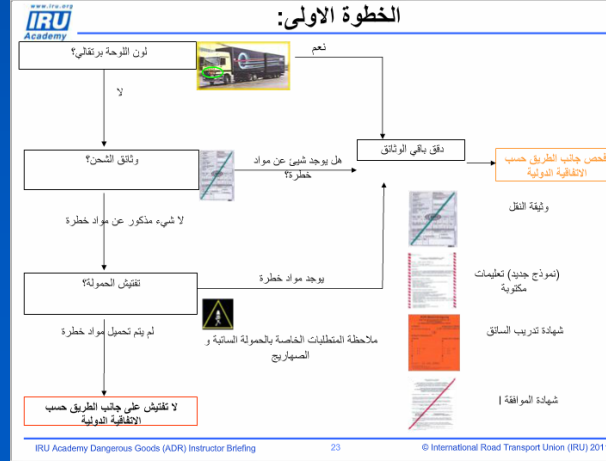 www.iru.org
IRU
Academy
الخطوة الاولى:
لون اللوحة برتقالي؟
نعم
لا
وثائق الشحن؟
هل يوجد شيئ عن مواد
خطرة؟
دقق باقي الوثائق
فحص جانب الطريق حسب
الاتفاقية الدولية
وثيقة النقل
لا شيء مذكور عن مواد خطرة
(نموذج جديد) تعليمات
مكتوبة
تفتيش الحمولة؟
يوجد مواد خطرة
شهادة تدريب السائق
لم يتم تحميل مواد خطرة
ملاحظة المتطلبات الخاصة بالحمولة السائبة و
الصهاريج
شهادة الموافقة ا
لا تفتيش على جانب الطريق حسب
الاتفاقية الدولية
IRU Academy Dangerous Goods (ADR) Instructor Briefing
23
© International Road Transport Union (IRU) 201